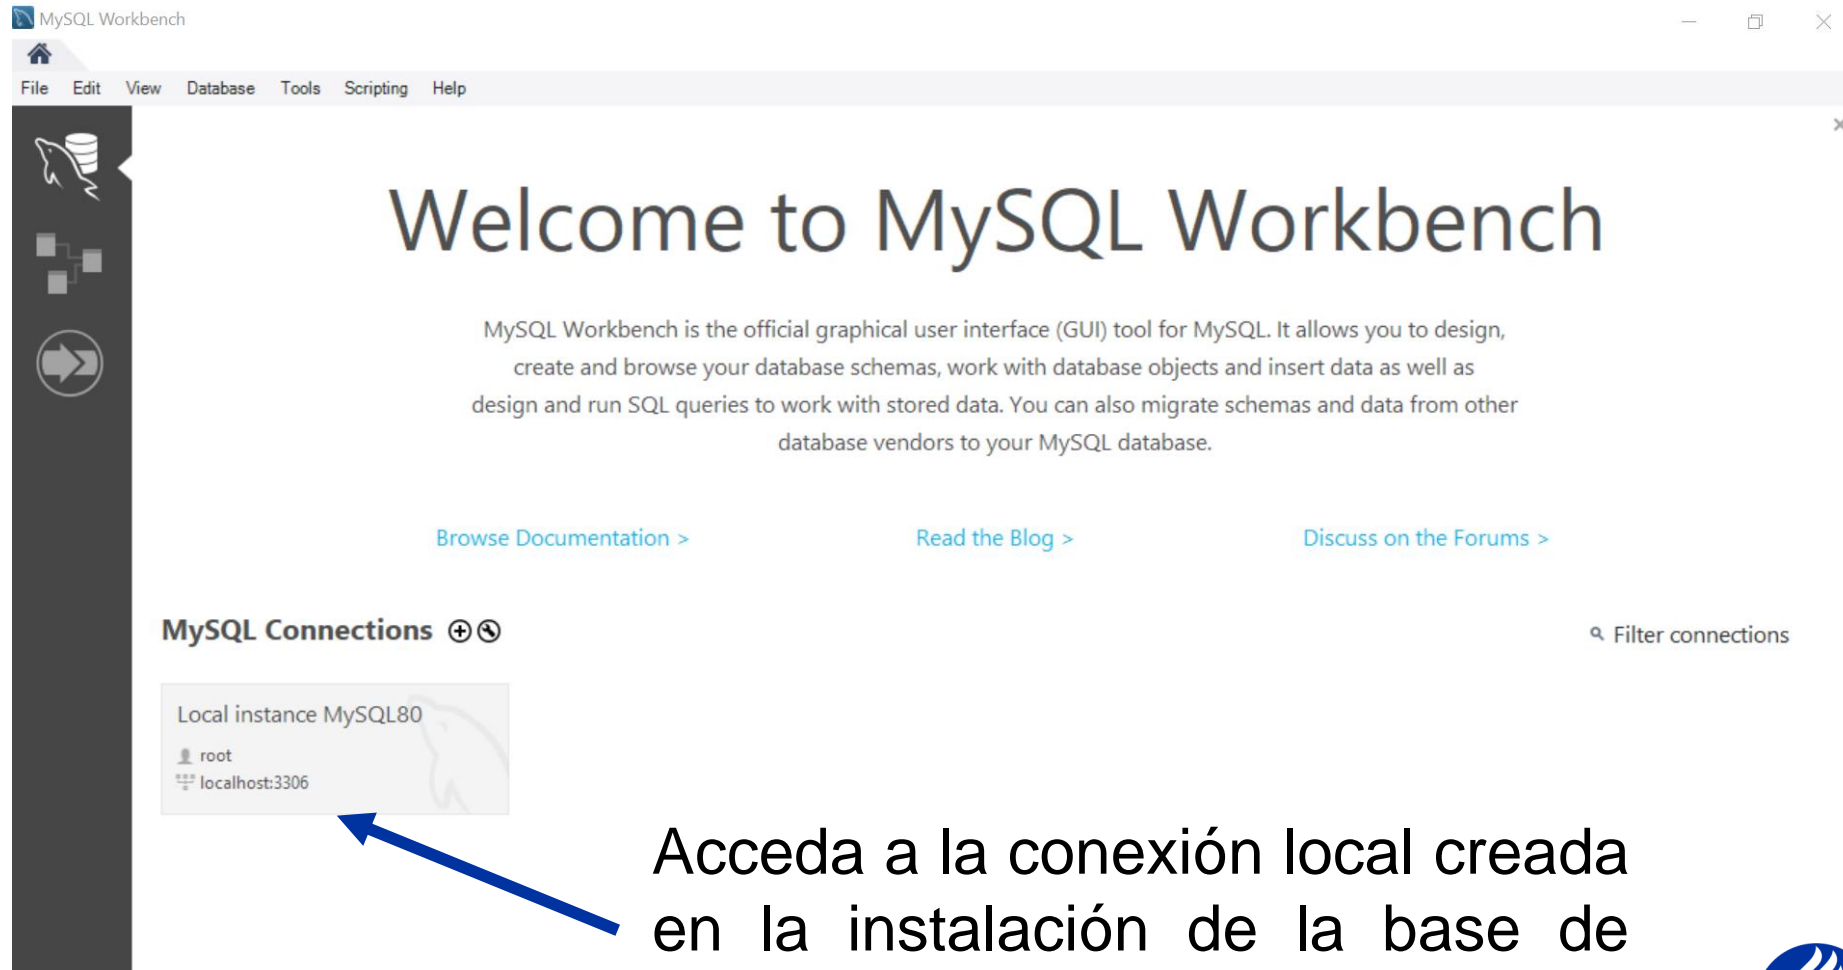 MySQL Workbench
File Edit View Database Tools Scripting Help
Welcome to MySQL Workbench
MySQL Workbench is the official graphical user interface (GUI) tool for MySQL. It allows you to design,
create and browse your database schemas, work with database objects and insert data as well as
design and run SQL queries to work with stored data. You can also migrate schemas and data from other
database vendors to your MySQL database.
Browse Documentation > Read the Blog > Discuss on the Forums >
MySQL Connections
Filter connections
Local instance MySQL80
root
localhost:3306
Acceda a la conexión local creada
en la instalación de la base de